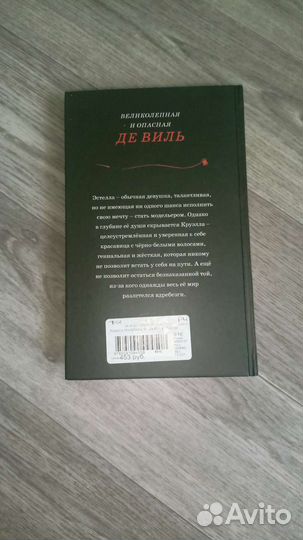 ВЕЛИКОЛЕПНАЯ
И ОПАСНАЯ
ДЕ ВИЛЬ
Эстелла – обычная девушка, талантливая,
но не имеющая ни одного шанса исполнить
свою мечту – стать модельером. Однако
в глубине её души скрывается Круэлла –
целеустремлённая и уверенная в себе
красавица с чёрно-белыми волосами,
гениальная и жёсткая, которая никому
не позволит встать у себя на пути. А ещё
не позволит остаться безнаказанной той,
из-за кого однажды весь её мир
разлетелся вдребезги.
453 руб.
Avito